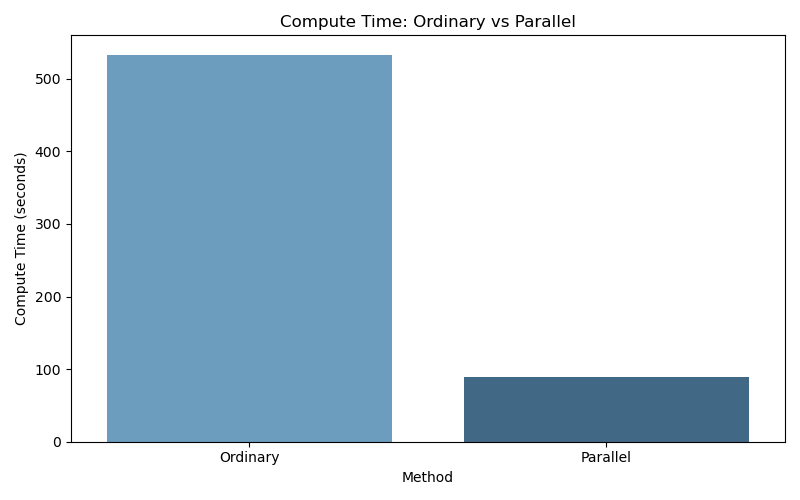 Compute Time: Ordinary vs Parallel
Compute Time (seconds)
500
400
300
200
100
0
Ordinary
Parallel
Method